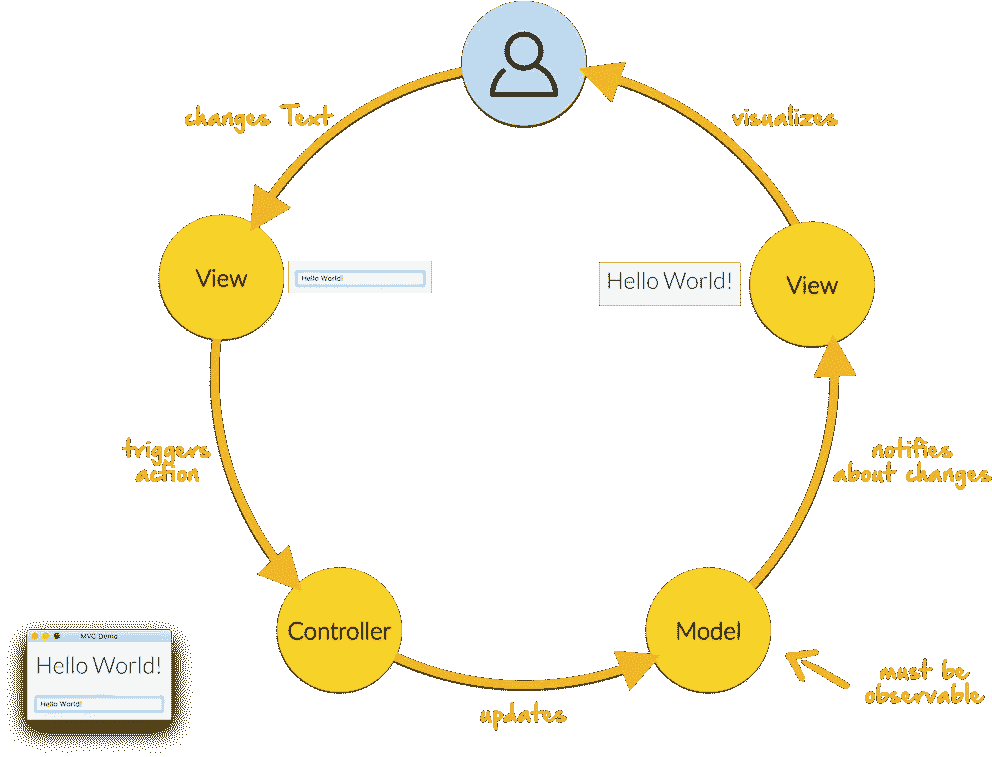 changes Text
visualizes
View
Hello World!
Hello World!
View
triggers
action
notifies
about changes
Controller
Model
MVC Demo
Hello World!
Hello World!
updates
must be
observable